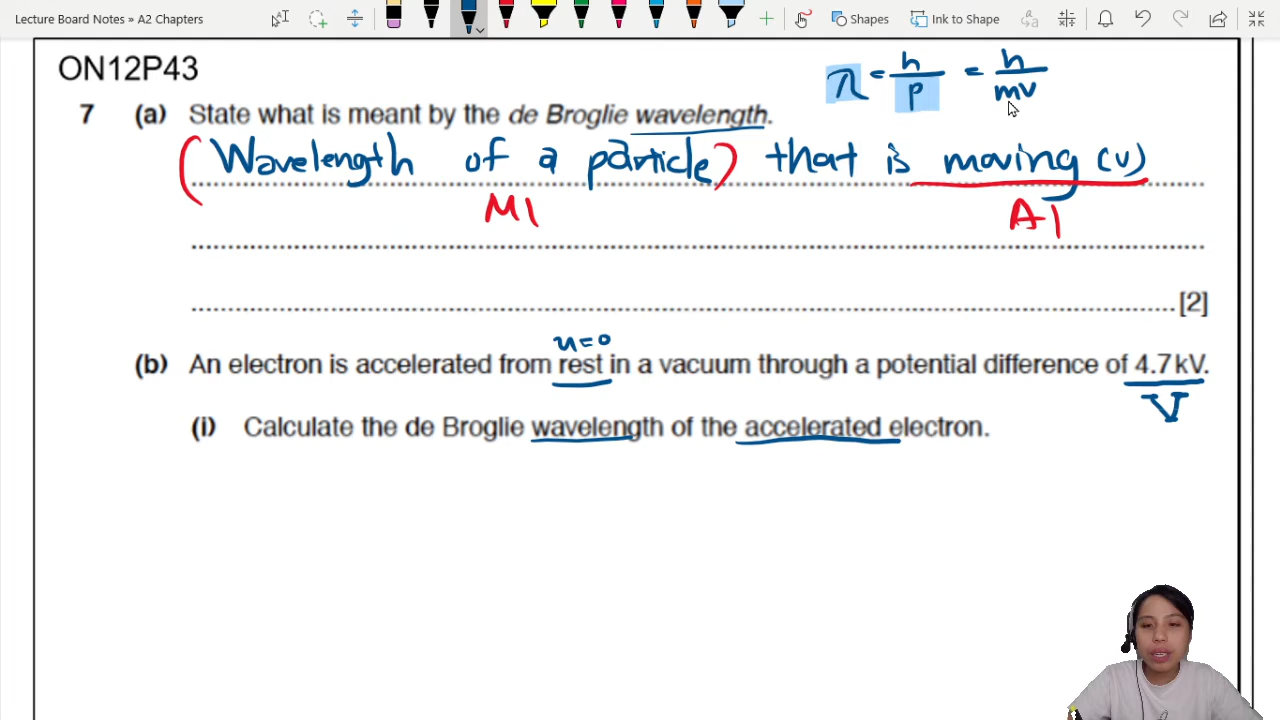 Lecture Board Notes » A2 Chapters
Shapes
Ink to Shape
ON12P43
λ = h/p = h/mv
7 (a) State what is meant by the de Broglie wavelength.
(Wavelength of a particle) that is moving (v)
M1 A1
[2]
u=0
(b) An electron is accelerated from rest in a vacuum through a potential difference of 4.7 kV.
V
(i) Calculate the de Broglie wavelength of the accelerated electron.